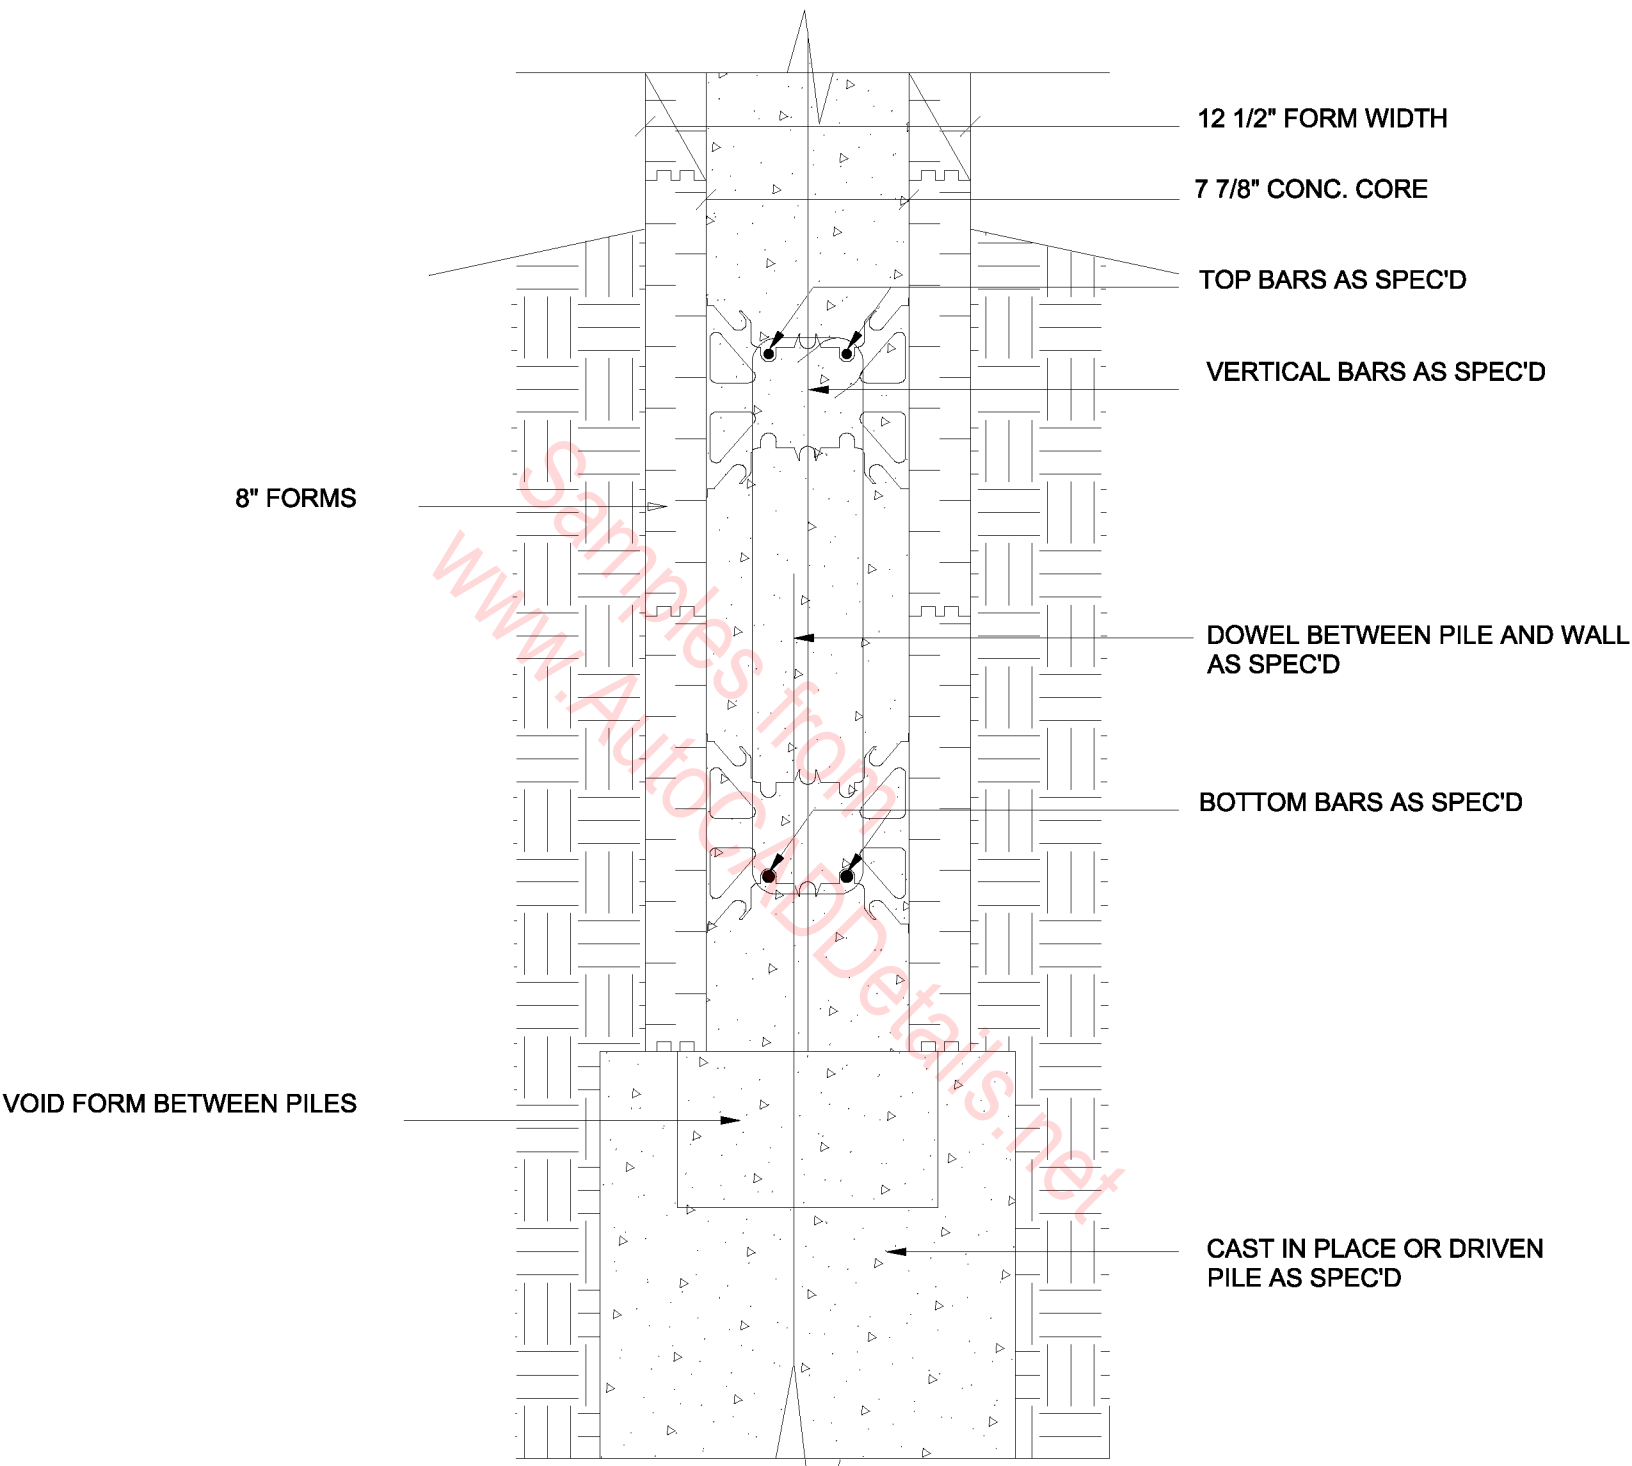 12 1/2" FORM WIDTH
7 7/8" CONC. CORE
TOP BARS AS SPEC'D
VERTICAL BARS AS SPEC'D
8" FORMS
DOWEL BETWEEN PILE AND WALL
AS SPEC'D
BOTTOM BARS AS SPEC'D
VOID FORM BETWEEN PILES
CAST IN PLACE OR DRIVEN
PILE AS SPEC'D
Samples from
www.AutoCADDetails.net